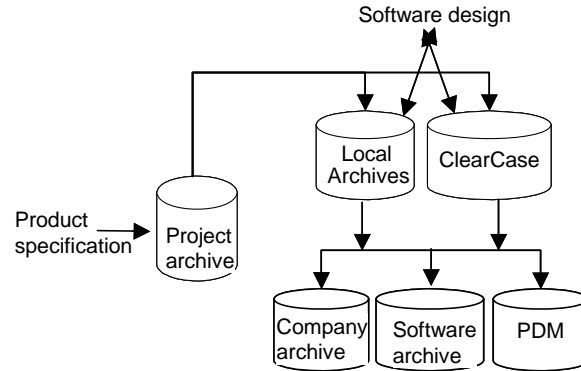 Software design
Local
Archives
ClearCase
Product
specification
Project
archive
Company
archive
Software
archive
PDM